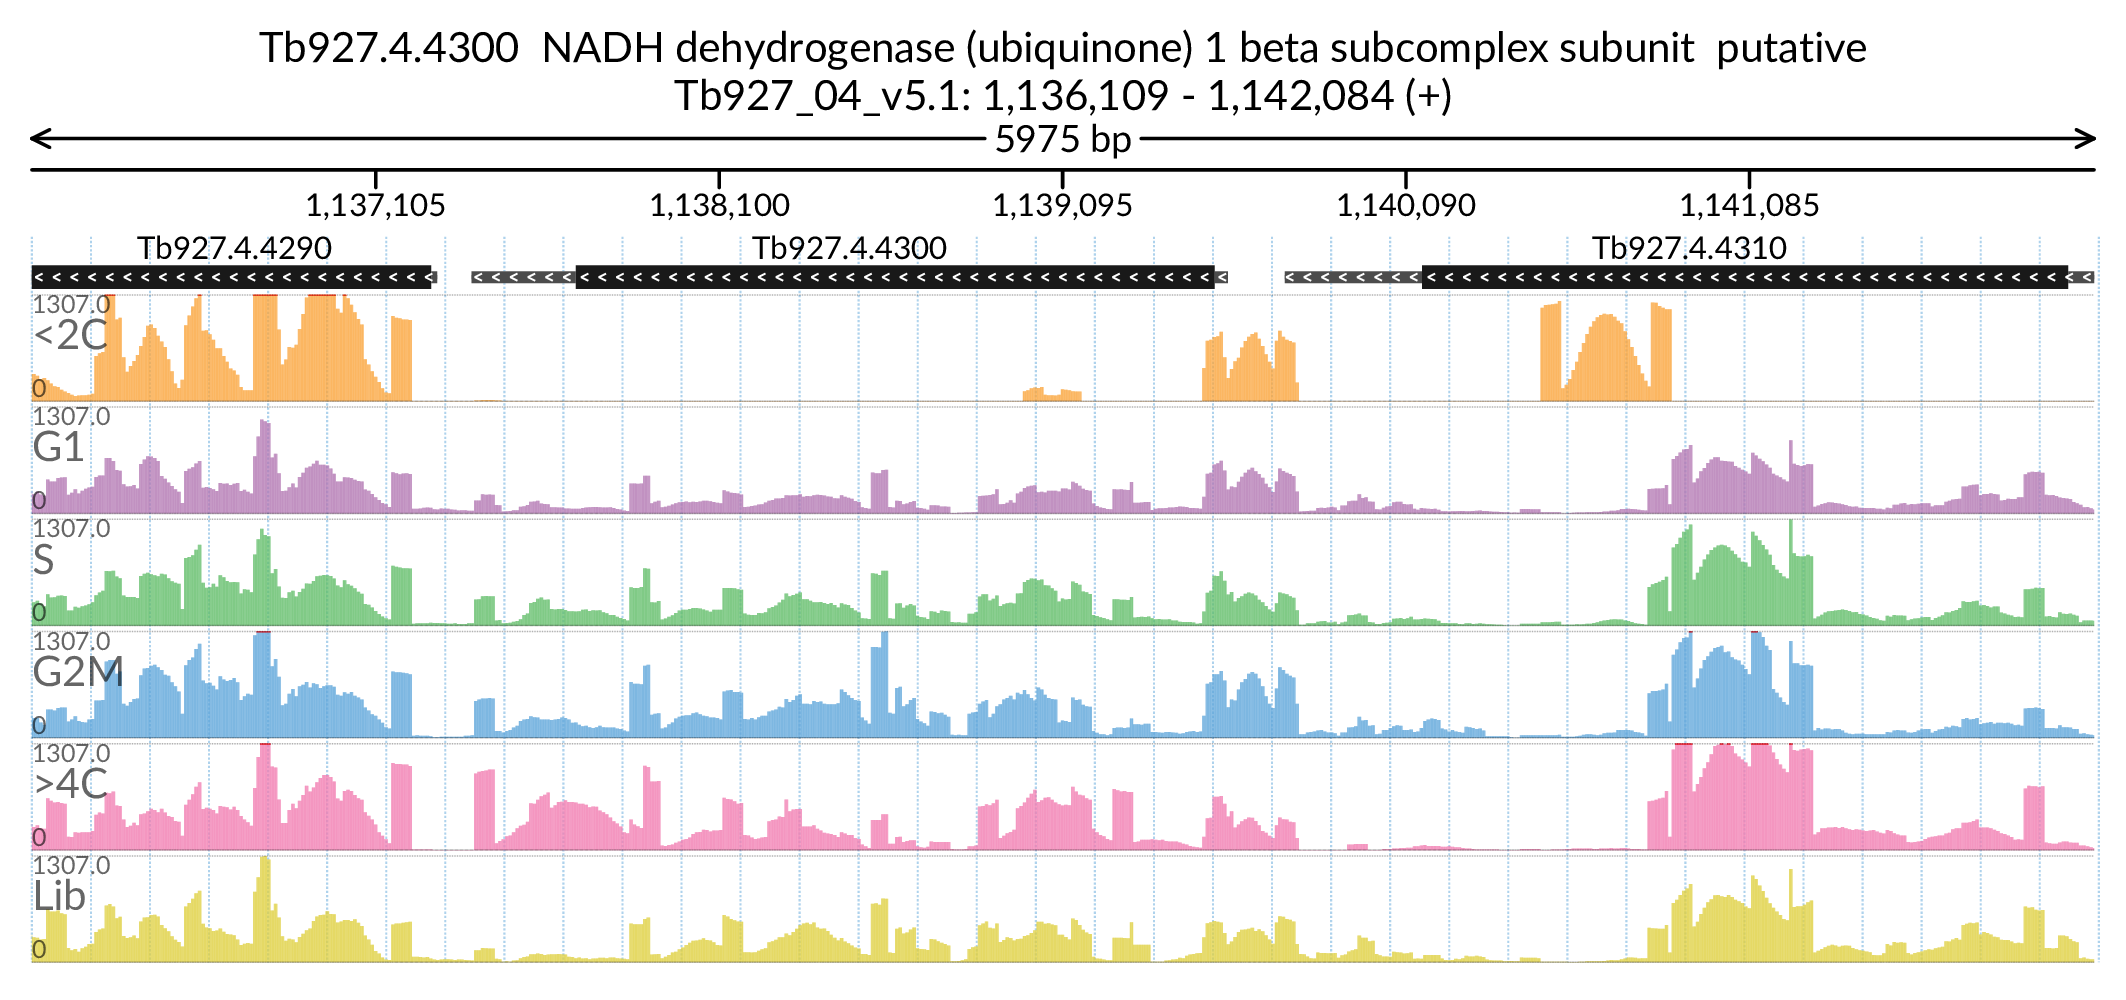 Tb927.4.4300 NADH dehydrogenase (ubiquinone) 1 beta subcomplex subunit putative
Tb927_04_v5.1: 1,136,109 - 1,142,084 (+)
5975 bp
1,137,105 1,138,100 1,139,095 1,140,090 1,141,085
Tb927.4.4290 Tb927.4.4300 Tb927.4.4310
1307.0
<2C
0
1307.0
G1
0
1307.0
S
0
1307.0
G2M
0
1307.0
>4C
0
1307.0
Lib
0